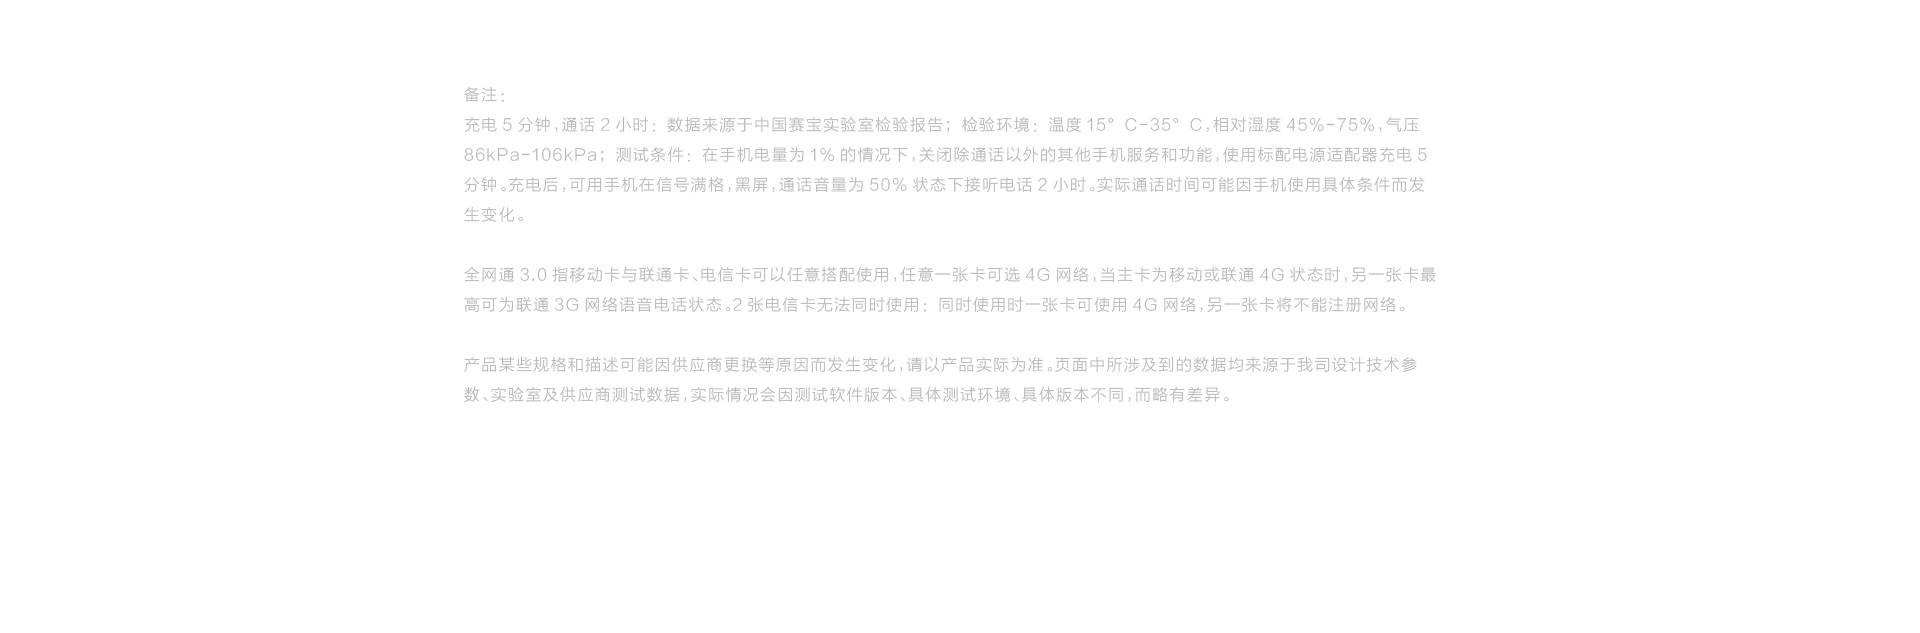 备注：
充电 5 分钟，通话 2 小时：数据来源于中国赛宝实验室检验报告；检验环境：温度 15°C-35°C，相对湿度 45%-75%，气压
86kPa-106kPa；测试条件：在手机电量为 1% 的情况下，关闭除通话以外的其他手机服务和功能，使用标配电源适配器充电 5
分钟。充电后，可用手机在信号满格，黑屏，通话音量为 50% 状态下接听电话 2 小时。实际通话时间可能因手机使用具体条件而发
生变化。
全网通 3.0 指移动卡与联通卡、电信卡可以任意搭配使用，任意一张卡可选 4G 网络，当主卡为移动或联通 4G 状态时，另一张卡最
高可为联通 3G 网络语音电话状态。2 张电信卡无法同时使用：同时使用时一张卡可使用 4G 网络，另一张卡将不能注册网络。
产品某些规格和描述可能因供应商更换等原因而发生变化，请以产品实际为准。页面中所涉及到的数据均来源于我司设计技术参
数、实验室及供应商测试数据，实际情况会因测试软件版本、具体测试环境、具体版本不同，而略有差异。